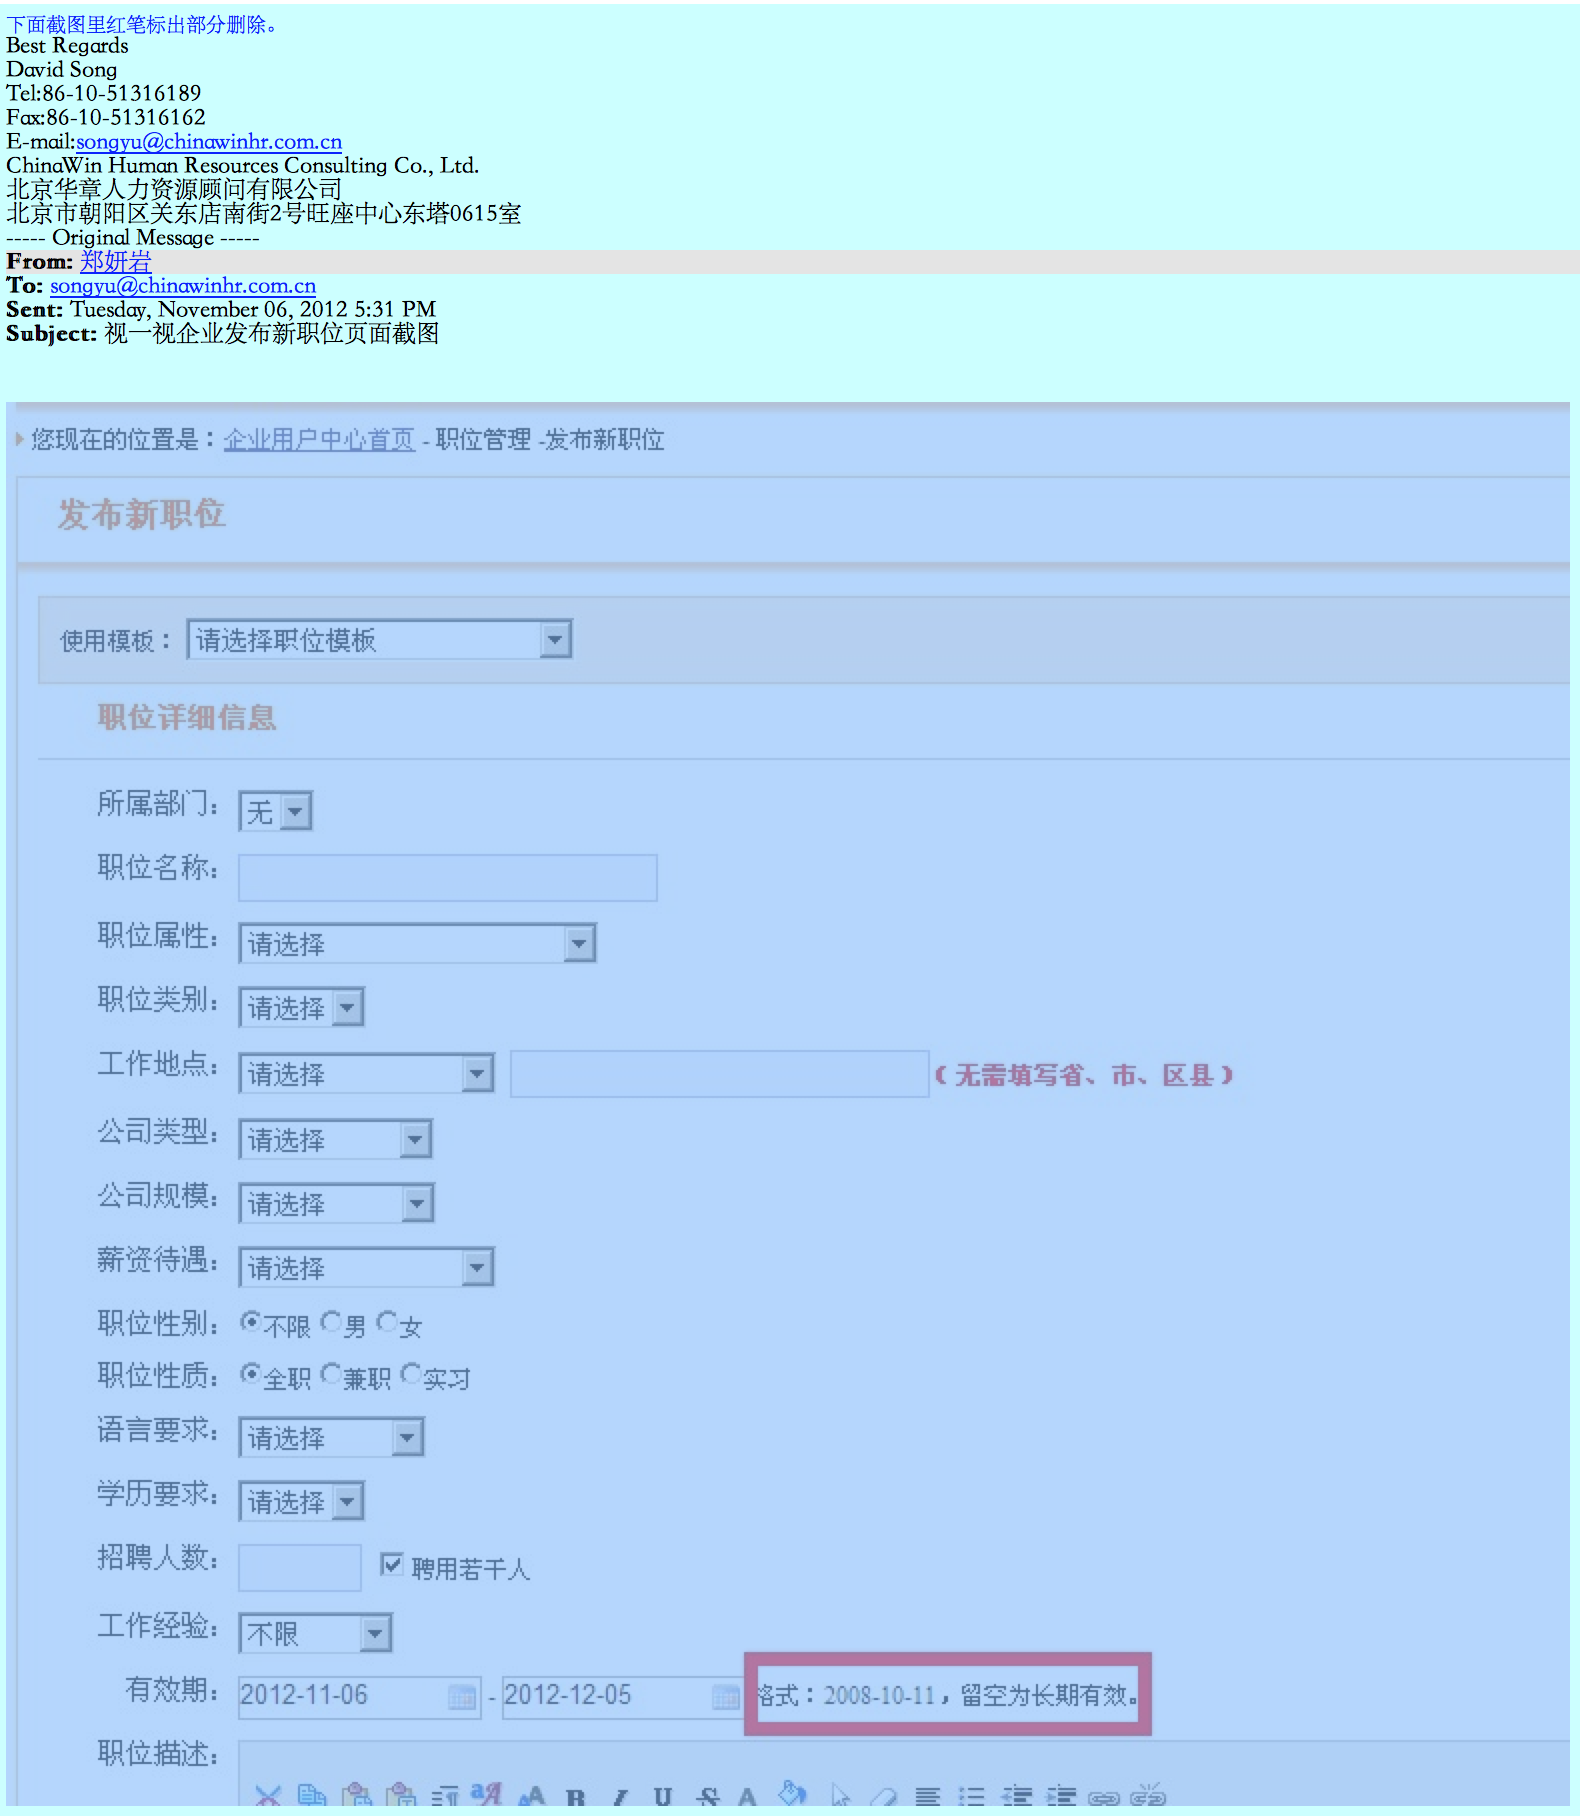 下面截图里红笔标出部分删除。
Best Regards
David Song
Tel:86-10-51316189
Fax:86-10-51316162
E-mail:songyu@chinawinhr.com.cn
ChinaWin Human Resources Consulting Co., Ltd.
北京华章人力资源顾问有限公司
北京市朝阳区关东店南街2号旺座中心东塔0615室
----- Original Message -----
From: 郑妍岩
To: songyu@chinawinhr.com.cn
Sent: Tuesday, November 06, 2012 5:31 PM
Subject: 视一视企业发布新职位页面截图
您现在的位置是：企业用户中心首页 - 职位管理 -发布新职位
发布新职位
使用模板： 请选择职位模板
职位详细信息
所属部门： 无
职位名称：
职位属性： 请选择
职位类别： 请选择
工作地点： 请选择 （无需填写省、市、区县）
公司类型： 请选择
公司规模： 请选择
薪资待遇： 请选择
职位性别： 不限 男 女
职位性质： 全职 兼职 实习
语言要求： 请选择
学历要求： 请选择
招聘人数： 聘用若干人
工作经验： 不限
有效期： 2012-11-06 - 2012-12-05 格式：2008-10-11，留空为长期有效。
职位描述：